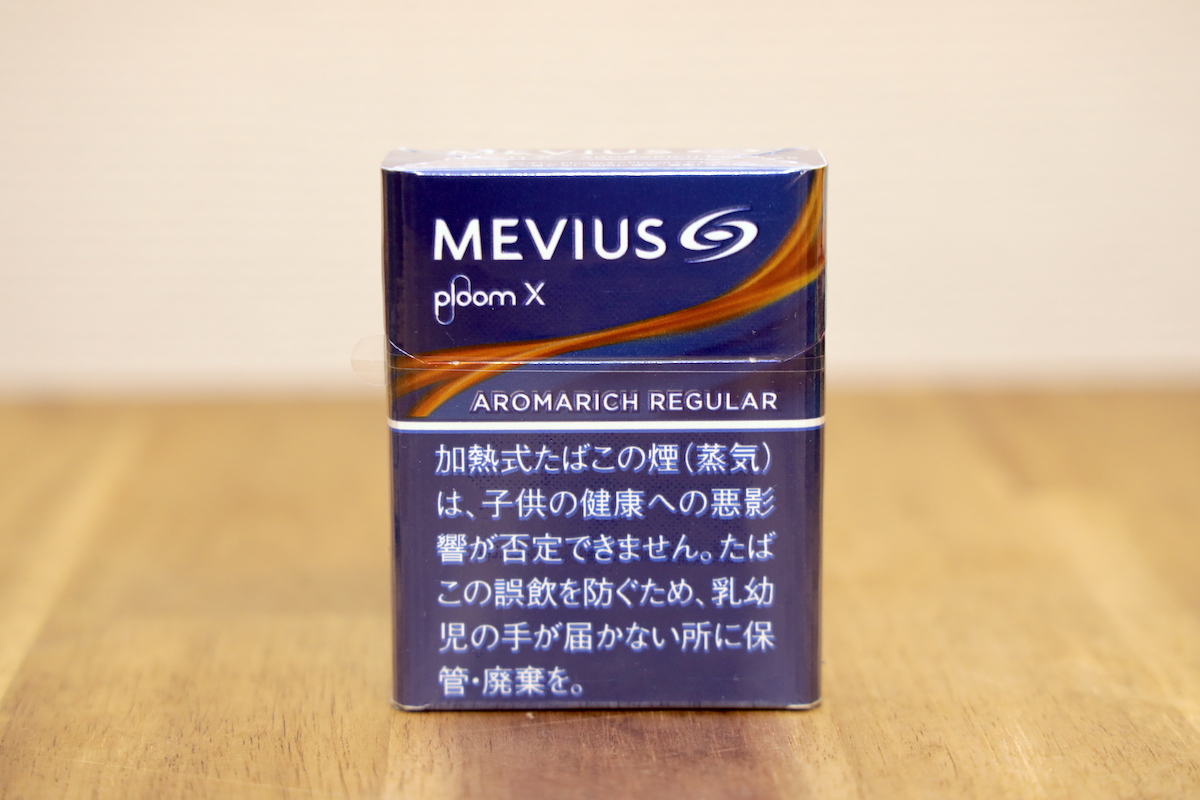 MEVIUS
ploom X
AROMARICH REGULAR
加熱式たばこの煙(蒸気)
は、子供の健康への悪影
響が否定できません。たば
この誤飲を防ぐため、乳幼
児の手が届かない所に保
管・廃棄を。